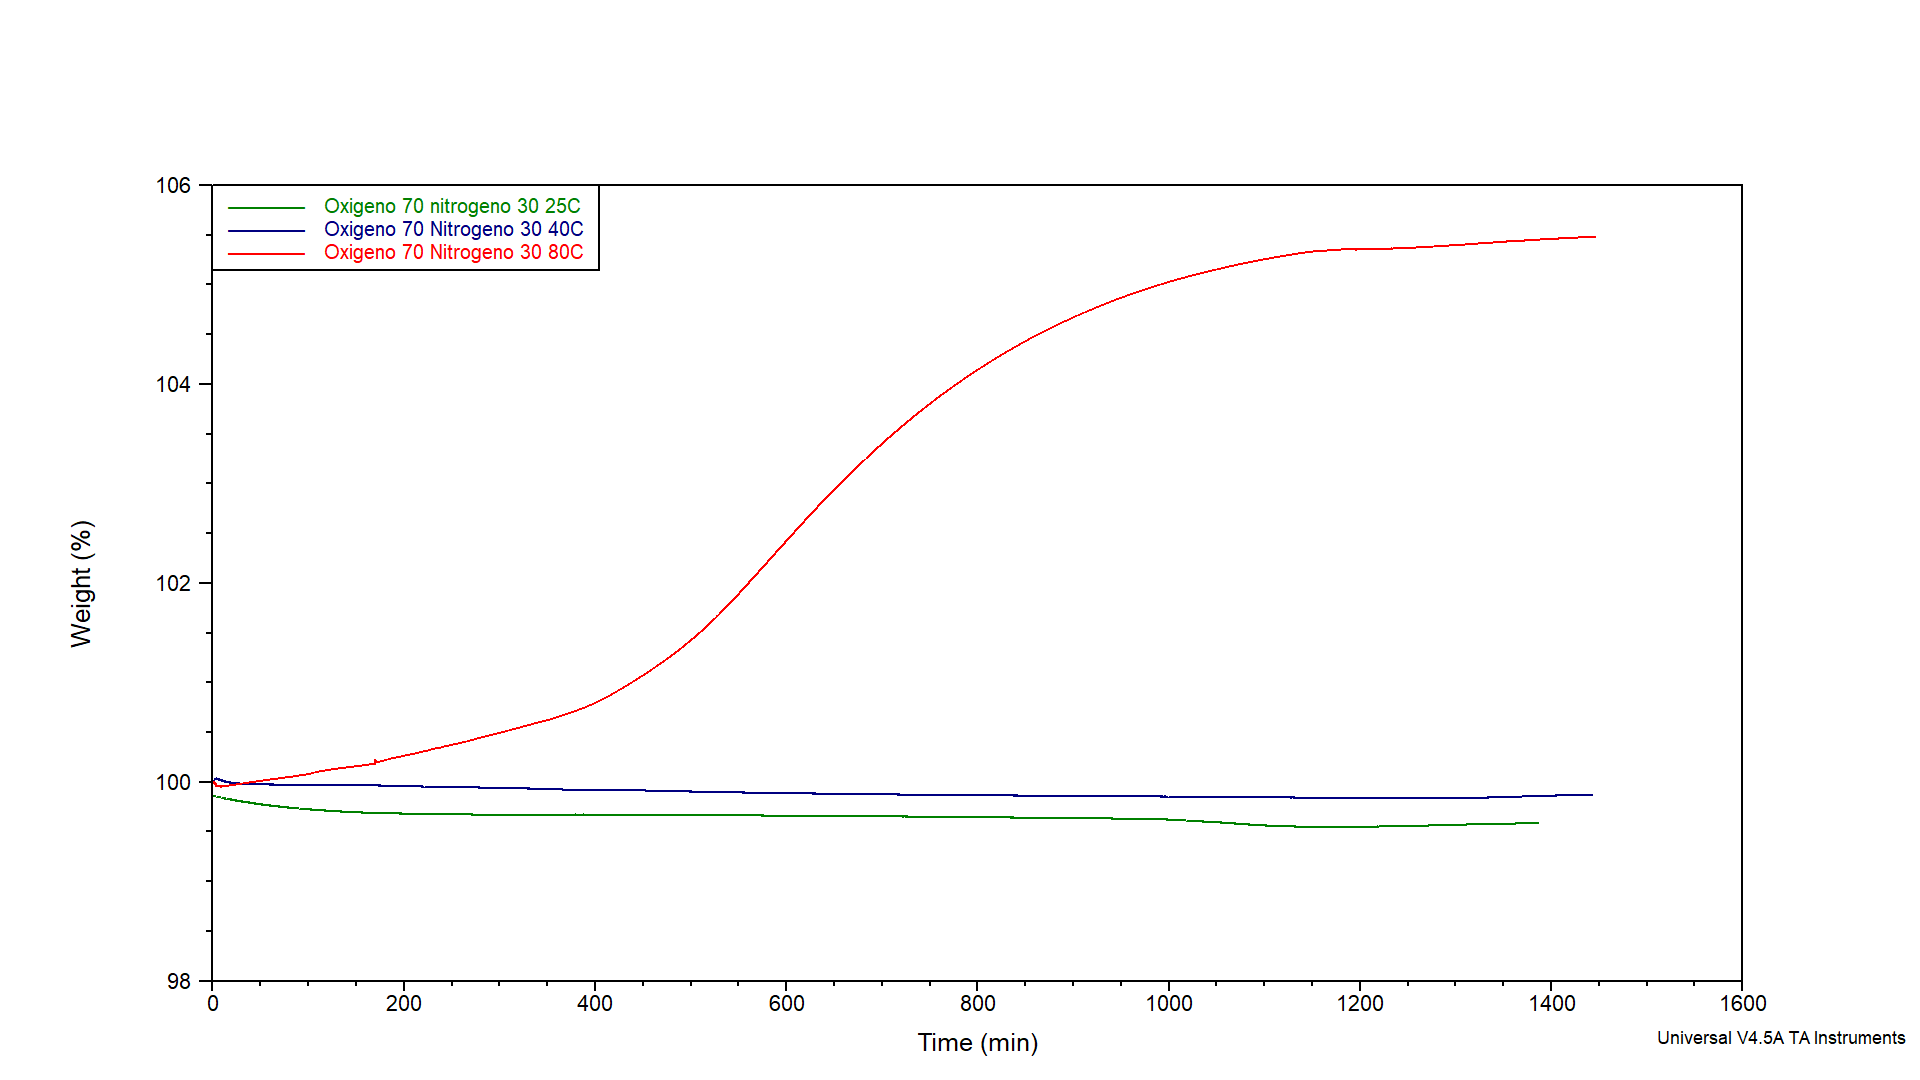 Oxigeno 70 nitrogeno 30 25C
Oxigeno 70 Nitrogeno 30 40C
Oxigeno 70 Nitrogeno 30 80C
106
104
102
100
98
Weight (%)
0 200 400 600 800 1000 1200 1400 1600
Time (min)
Universal V4.5A TA Instruments